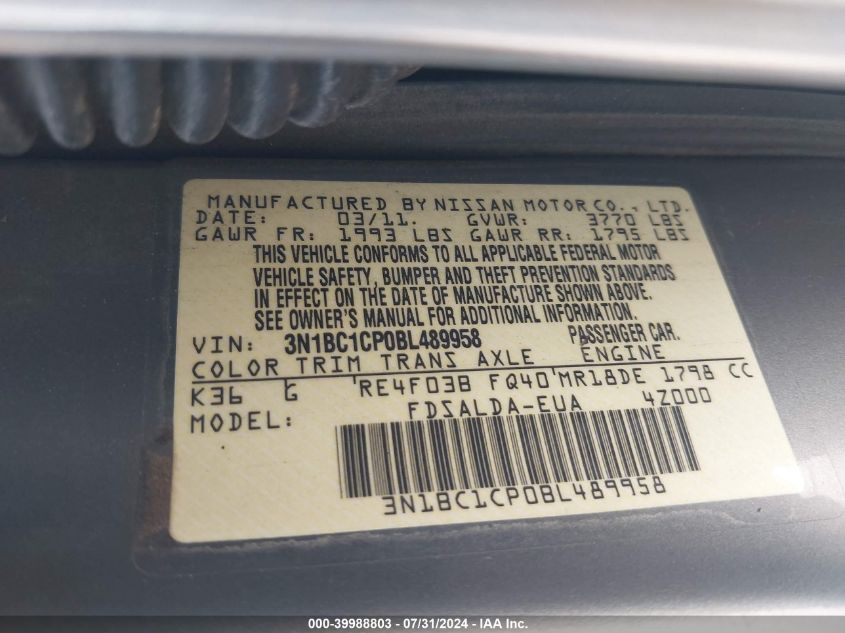 MANUFACTURED BY NISSAN MOTOR CO., LTD.
DATE: 03/11. GVWR: 3770 LBS
GAWR FR: 1993 LBS GAWR RR: 1795 LBS
THIS VEHICLE CONFORMS TO ALL APPLICABLE FEDERAL MOTOR
VEHICLE SAFETY, BUMPER AND THEFT PREVENTION STANDARDS
IN EFFECT ON THE DATE OF MANUFACTURE SHOWN ABOVE.
SEE OWNER'S MANUAL FOR ADDITIONAL INFORMATION.
VIN: 3N1BC1CP0BL489958 PASSENGER CAR.
COLOR TRIM TRANS AXLE ENGINE
K36 G RE4F03B FQ40 MR18DE 1798 CC
MODEL: FDSALDA-EUA 4Z000
3N1BC1CP0BL489958
000-39988803 - 07/31/2024 - IAA Inc.